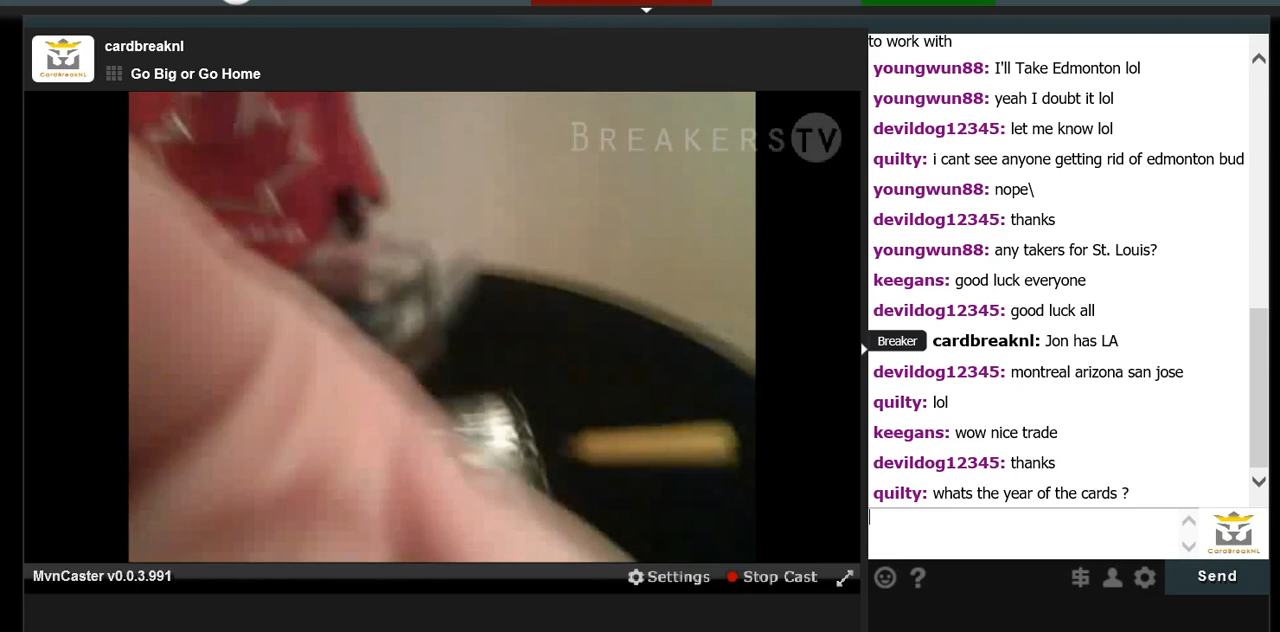 cardbreaknl
Go Big or Go Home
CardBreakNL
BREAKERSTV
MvnCaster v0.0.3.991
Settings
Stop Cast
to work with
youngwun88: I'll Take Edmonton lol
youngwun88: yeah I doubt it lol
devildog12345: let me know lol
quilty: i cant see anyone getting rid of edmonton bud
youngwun88: nope\
devildog12345: thanks
youngwun88: any takers for St. Louis?
keegans: good luck everyone
devildog12345: good luck all
Breaker cardbreaknl: Jon has LA
devildog12345: montreal arizona san jose
quilty: lol
keegans: wow nice trade
devildog12345: thanks
quilty: whats the year of the cards ?
CardBreakNL
Send